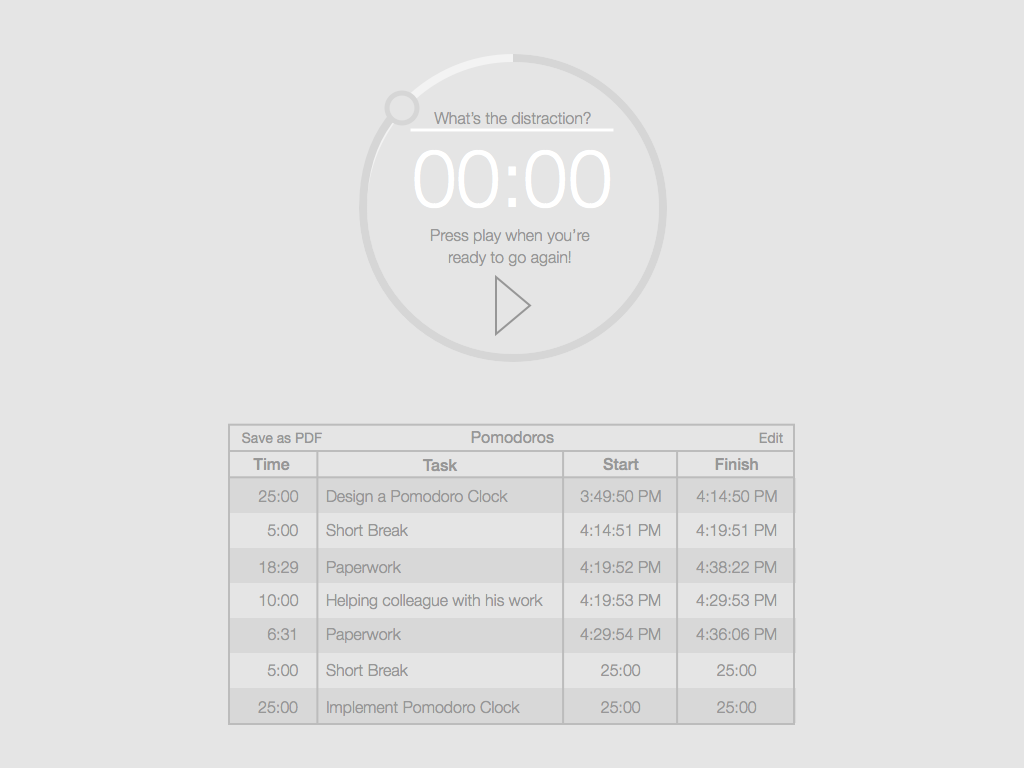 What's the distraction?
00:00
Press play when you're
ready to go again!
Save as PDF Pomodoros Edit
Time Task Start Finish
25:00 Design a Pomodoro Clock 3:49:50 PM 4:14:50 PM
5:00 Short Break 4:14:51 PM 4:19:51 PM
18:29 Paperwork 4:19:52 PM 4:38:22 PM
10:00 Helping colleague with his work 4:19:53 PM 4:29:53 PM
6:31 Paperwork 4:29:54 PM 4:36:06 PM
5:00 Short Break 25:00 25:00
25:00 Implement Pomodoro Clock 25:00 25:00